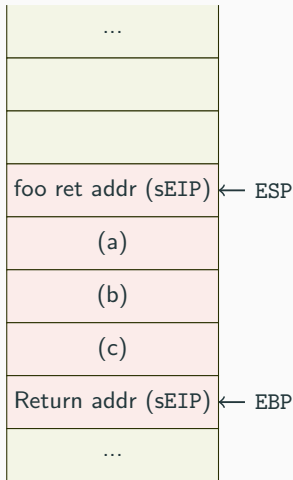 ...
foo ret addr (sEIP) ← ESP
(a)
(b)
(c)
Return addr (sEIP) ← EBP
...